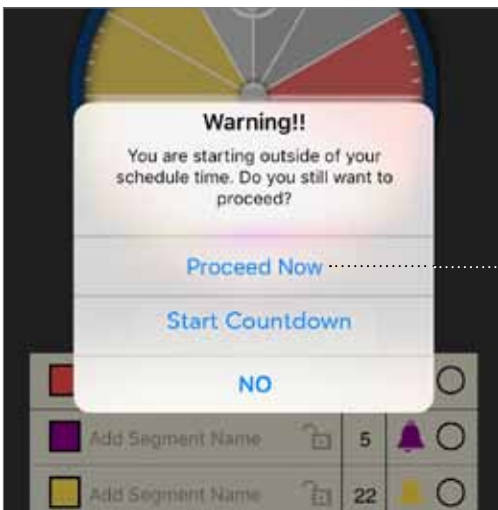 Warning!!
You are starting outside of your
schedule time. Do you still want to
proceed?
Proceed Now
Start Countdown
NO
Add Segment Name 5
Add Segment Name 22